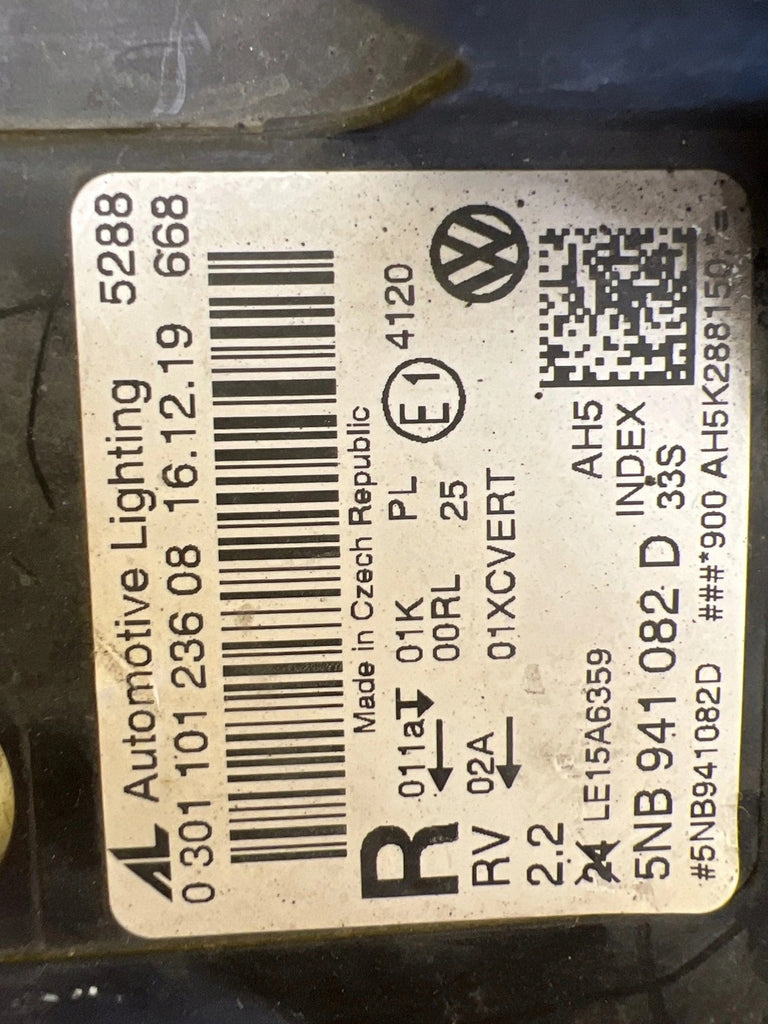 AL Automotive Lighting 5288
0 301 101 236 08 16.12.19 668
Made in Czech Republic
R 011a 01K PL E1 4120
00RL 25
RV 02A 01XCVERT
2.2
24 LE15A6359 AH5
5NB 941 082 D INDEX
33S
#5NB941082D ###*900 AH5K288150 *=